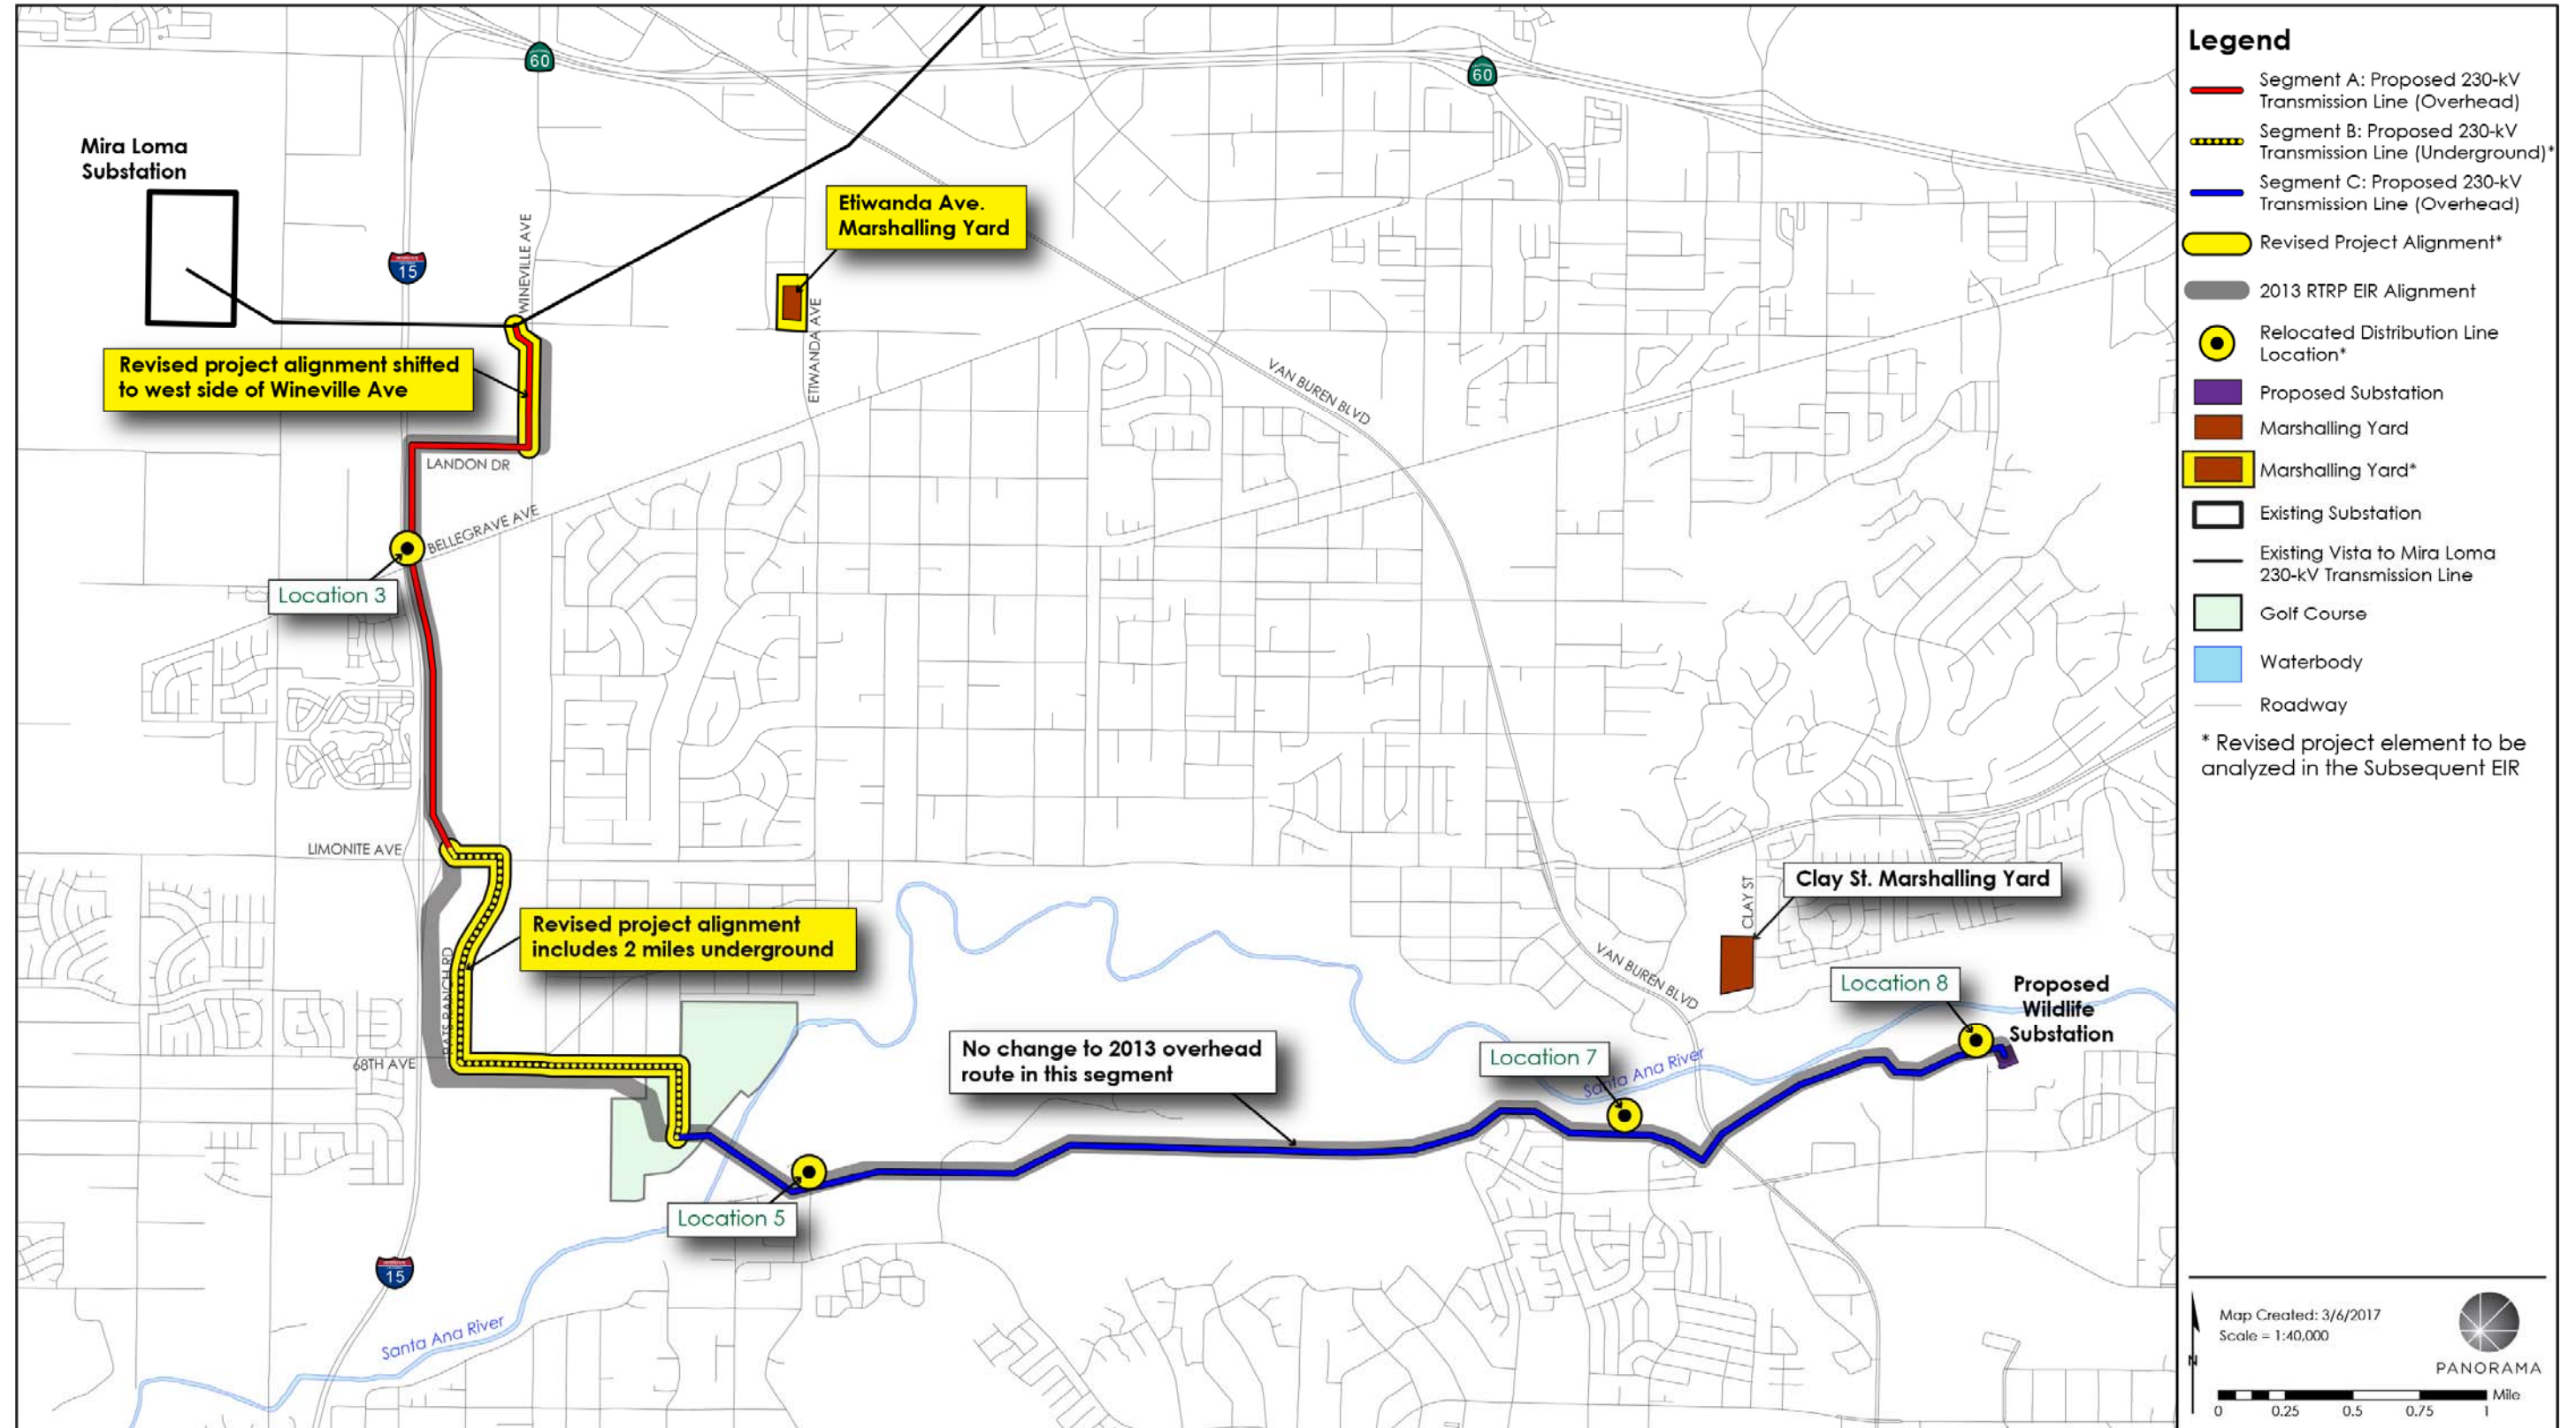 60
60
Mira Loma
Substation
15
WINEVILLE AVE
Etiwanda Ave.
Marshalling Yard
ETIWANDA AVE
Revised project alignment shifted
to west side of Wineville Ave
VAN BUREN BLVD
LANDON DR
BELLEGRAVE AVE
Location 3
LIMONITE AVE
Revised project alignment
includes 2 miles underground
RANCH RD
68TH AVE
Clay St. Marshalling Yard
CLAY ST
VAN BUREN BLVD
Location 8
Proposed
Wildlife
Substation
No change to 2013 overhead
route in this segment
Location 7
Santa Ana River
Location 5
15
Santa Ana River
Legend
Segment A: Proposed 230-kV
Transmission Line (Overhead)
Segment B: Proposed 230-kV
Transmission Line (Underground)*
Segment C: Proposed 230-kV
Transmission Line (Overhead)
Revised Project Alignment*
2013 RTRP EIR Alignment
Relocated Distribution Line
Location*
Proposed Substation
Marshalling Yard
Marshalling Yard*
Existing Substation
Existing Vista to Mira Loma
230-kV Transmission Line
Golf Course
Waterbody
Roadway
* Revised project element to be
analyzed in the Subsequent EIR
Map Created: 3/6/2017
Scale = 1:40,000
N
PANORAMA
Mile
0 0.25 0.5 0.75 1